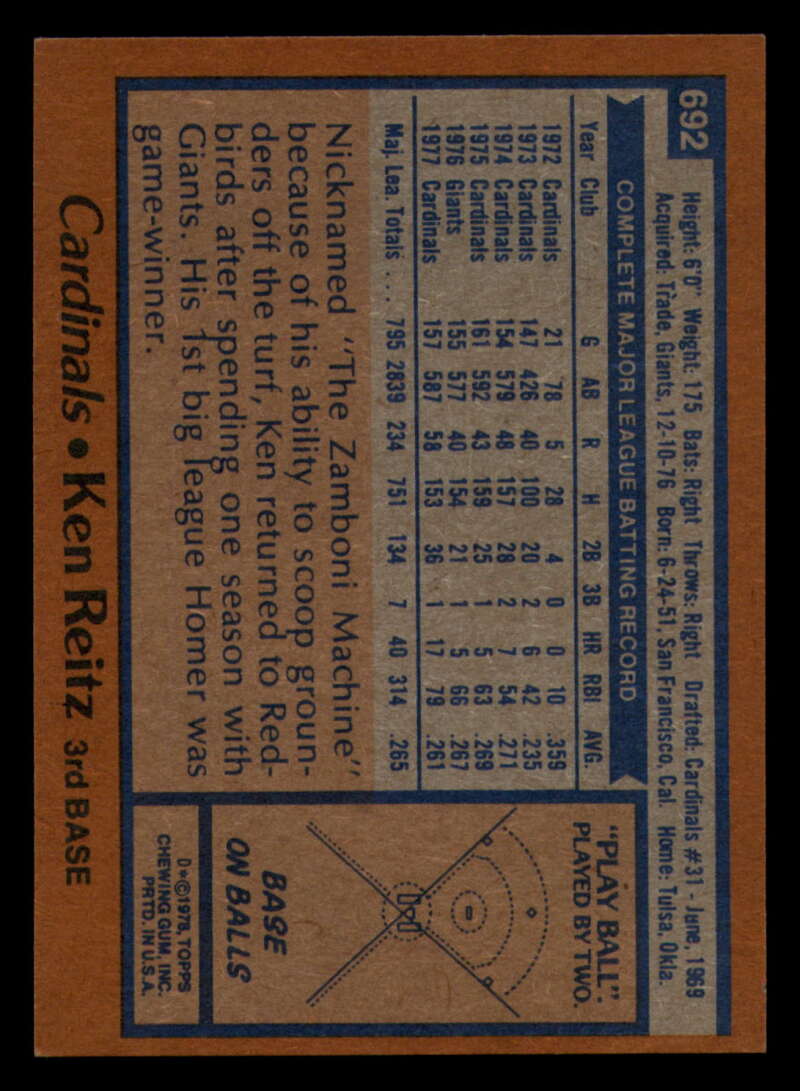 692
Height: 6'0" Weight: 175 Bats: Right Throws: Right Drafted: Cardinals #31 - June, 1969
Acquired: Trade, Giants, 12-10-76 Born: 6-24-51, San Francisco, Cal. Home: Tulsa, Okla.
COMPLETE MAJOR LEAGUE BATTING RECORD
Year Club G AB R H 2B 3B HR RBI AVG.
1972 Cardinals 21 78 5 28 4 0 0 10 .359
1973 Cardinals 147 426 40 100 20 2 6 42 .235
1974 Cardinals 154 579 48 157 28 2 7 54 .271
1975 Cardinals 161 592 43 159 25 1 5 63 .269
1976 Giants 155 577 40 154 21 1 5 66 .267
1977 Cardinals 157 587 58 153 36 1 17 79 .261
Maj. Lea. Totals . . . 795 2839 234 751 134 7 40 314 .265
Nicknamed "The Zamboni Machine"
because of his ability to scoop groun-
ders off the turf, Ken returned to Red-
birds after spending one season with
Giants. His 1st big league Homer was
game-winner.
"PLAY BALL"-
PLAYED BY TWO.
BASE
ON BALLS
D*©1978, TOPPS
CHEWING GUM, INC.
PRTD. IN U.S.A.
Cardinals • Ken Reitz 3rd BASE